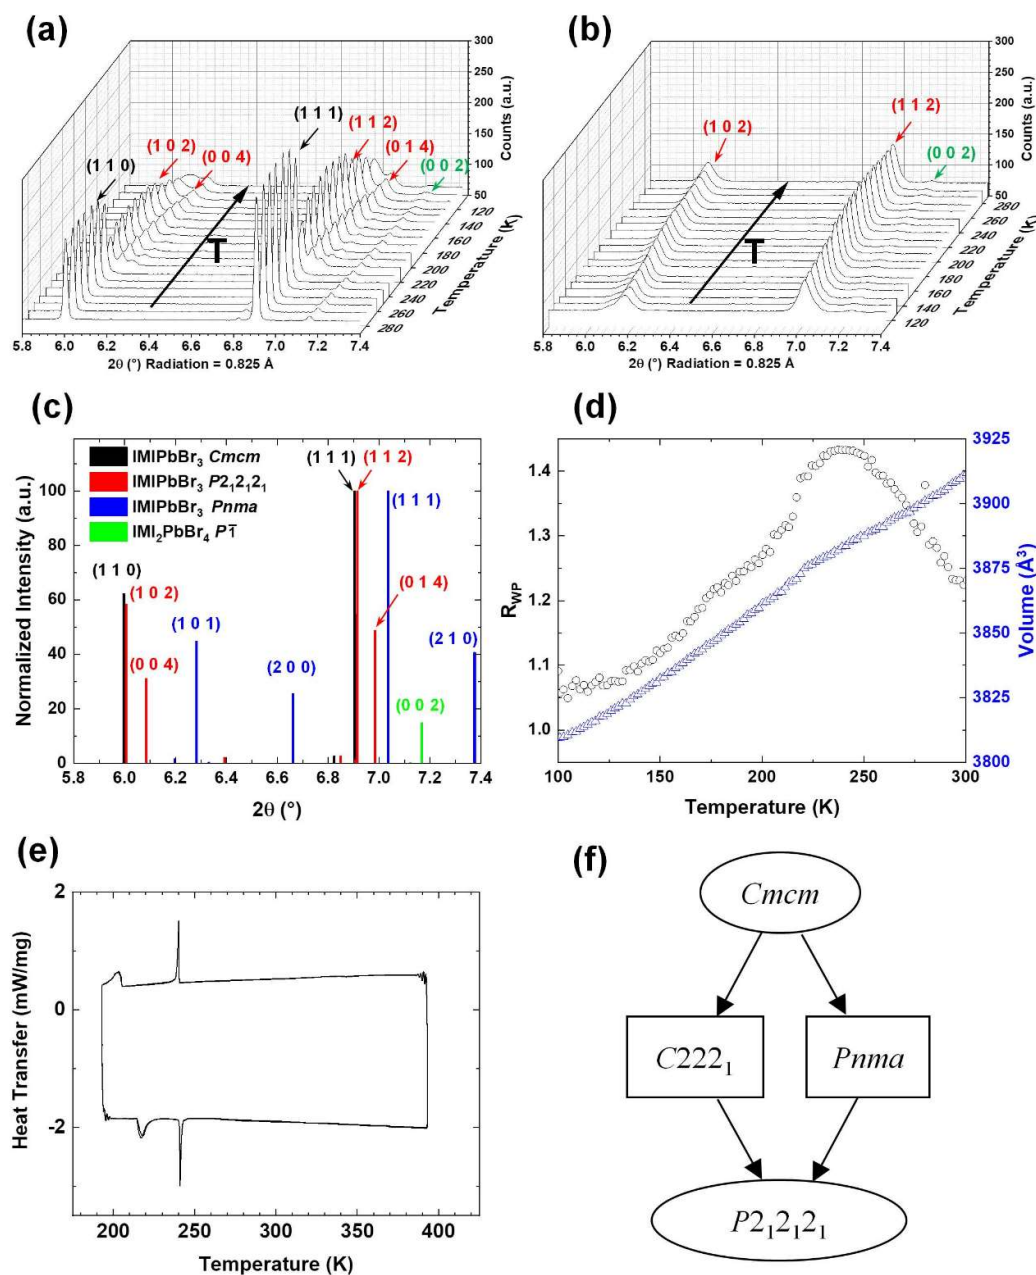 (a)
(b)
300
250
200
150
100
50
Counts (a.u.)
(1 1 0)
(1 0 2)
(0 0 4)
(1 1 1)
(1 1 2)
(0 1 4)
(0 0 2)
T
120
140
160
180
200
220
240
260
280
Temperature (K)
5.8 6.0 6.2 6.4 6.6 6.8 7.0 7.2 7.4
2θ (°) Radiation = 0.825 Å
300
250
200
150
100
50
Counts (a.u.)
(1 0 2)
(1 1 2)
(0 0 2)
T
280
260
240
220
200
180
160
140
120
Temperature (K)
5.8 6.0 6.2 6.4 6.6 6.8 7.0 7.2 7.4
2θ (°) Radiation = 0.825 Å
(c)
(d)
IMIPbBr₃ Cmcm
IMIPbBr₃ P2₁2₁2₁
IMIPbBr₃ Pnma
IMI₂PbBr₄ P1̅
(1 1 1)
(1 1 2)
(1 1 1)
(1 1 0)
(1 0 2)
(0 0 4)
(1 0 1)
(2 0 0)
(0 1 4)
(2 1 0)
(0 0 2)
100
80
60
40
20
0
Normalized Intensity (a.u.)
5.8 6.0 6.2 6.4 6.6 6.8 7.0 7.2 7.4
2θ (°)
1.4
1.3
1.2
1.1
1.0
R_WP
3925
3900
3875
3850
3825
3800
Volume (Å³)
100 150 200 250 300
Temperature (K)
(e)
(f)
2
0
-2
Heat Transfer (mW/mg)
200 250 300 350 400
Temperature (K)
Cmcm
C222₁
Pnma
P2₁2₁2₁